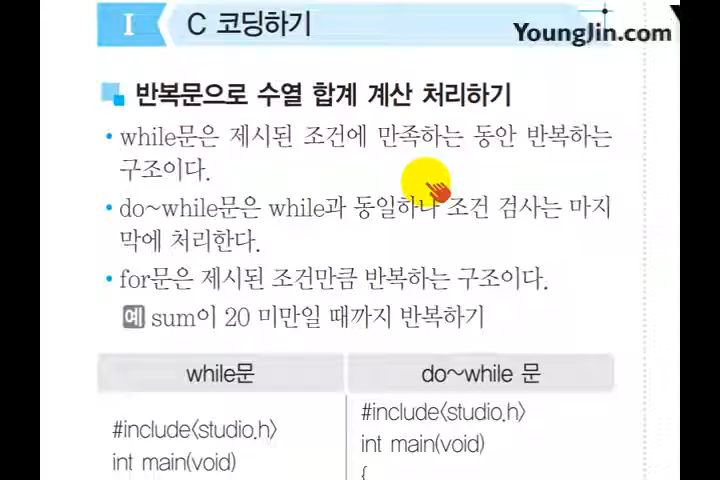 I C 코딩하기
YoungJin.com
반복문으로 수열 합계 계산 처리하기
• while문은 제시된 조건에 만족하는 동안 반복하는
구조이다.
• do~while문은 while과 동일하나 조건 검사는 마지
막에 처리한다.
• for문은 제시된 조건만큼 반복하는 구조이다.
예 sum이 20 미만일 때까지 반복하기
while문
do~while 문
#include<studio.h>
int main(void)
#include<studio.h>
int main(void)
{